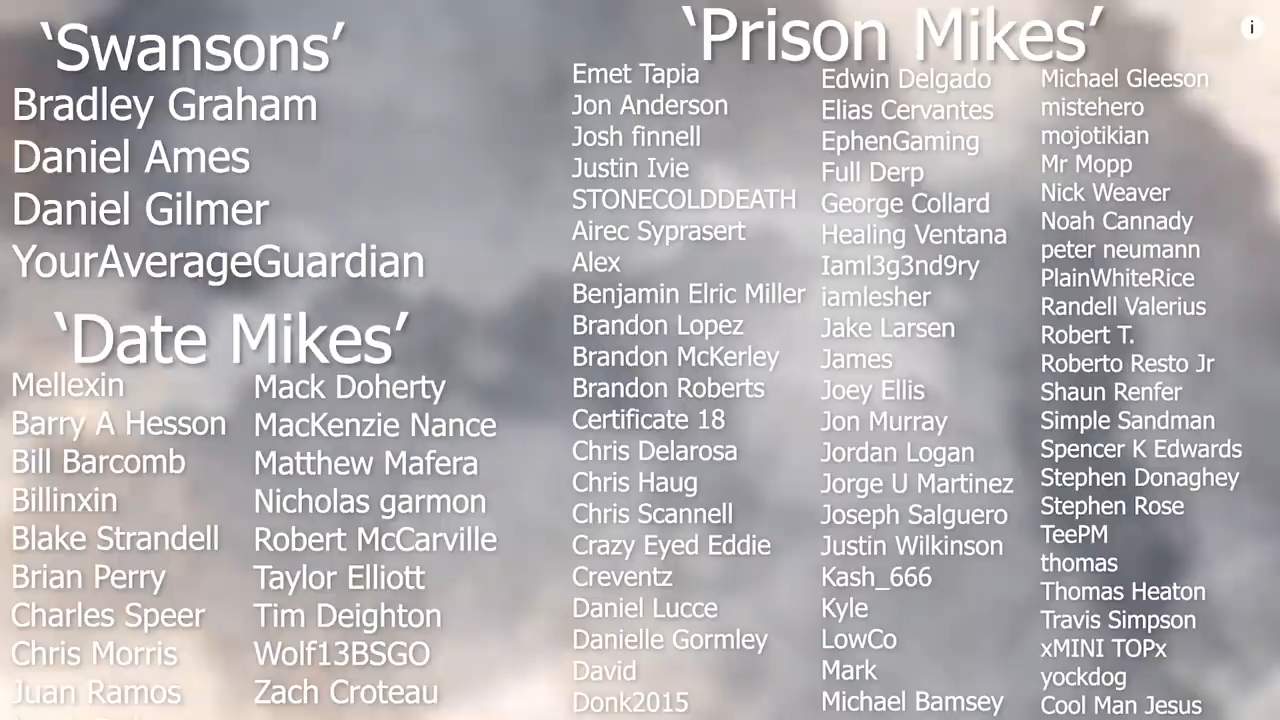 ‘Swansons’
Bradley Graham
Daniel Ames
Daniel Gilmer
YourAverageGuardian
‘Date Mikes’
Mellexin
Barry A Hesson
Bill Barcomb
Billinxin
Blake Strandell
Brian Perry
Charles Speer
Chris Morris
Juan Ramos
Mack Doherty
MacKenzie Nance
Matthew Mafera
Nicholas garmon
Robert McCarville
Taylor Elliott
Tim Deighton
Wolf13BSGO
Zach Croteau
‘Prison Mikes’
Emet Tapia
Jon Anderson
Josh finnell
Justin Ivie
STONECOLDDEATH
Airec Syprasert
Alex
Benjamin Elric Miller
Brandon Lopez
Brandon McKerley
Brandon Roberts
Certificate 18
Chris Delarosa
Chris Haug
Chris Scannell
Crazy Eyed Eddie
Creventz
Daniel Lucce
Danielle Gormley
David
Donk2015
Edwin Delgado
Elias Cervantes
EphenGaming
Full Derp
George Collard
Healing Ventana
Iaml3g3nd9ry
iamlesher
Jake Larsen
James
Joey Ellis
Jon Murray
Jordan Logan
Jorge U Martinez
Joseph Salguero
Justin Wilkinson
Kash_666
Kyle
LowCo
Mark
Michael Bamsey
Michael Gleeson
mistehero
mojotikian
Mr Mopp
Nick Weaver
Noah Cannady
peter neumann
PlainWhiteRice
Randell Valerius
Robert T.
Roberto Resto Jr
Shaun Renfer
Simple Sandman
Spencer K Edwards
Stephen Donaghey
Stephen Rose
TeePM
thomas
Thomas Heaton
Travis Simpson
xMINI TOPx
yockdog
Cool Man Jesus